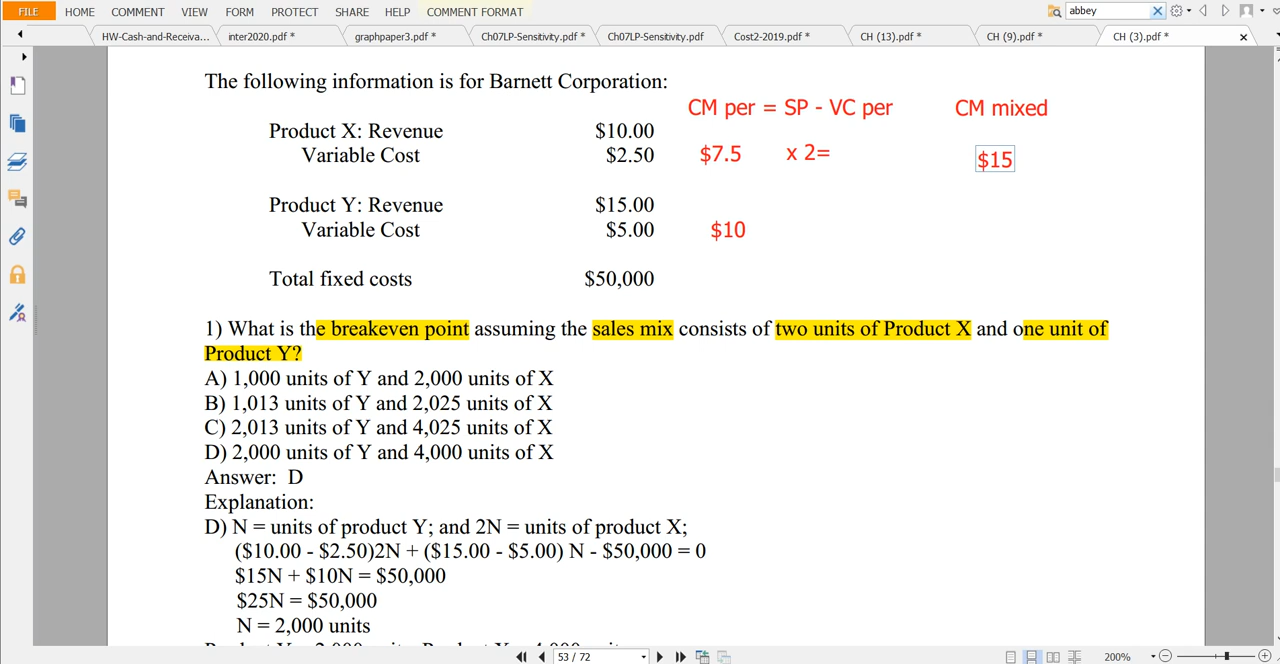 FILE HOME COMMENT VIEW FORM PROTECT SHARE HELP COMMENT FORMAT abbey
HW-Cash-and-Receiva... inter2020.pdf * graphpaper3.pdf * Ch07LP-Sensitivity.pdf * Ch07LP-Sensitivity.pdf Cost2-2019.pdf * CH (13).pdf * CH (9).pdf * CH (3).pdf *
The following information is for Barnett Corporation:
CM per = SP - VC per CM mixed
Product X: Revenue $10.00
Variable Cost $2.50 $7.5 x 2= $15
Product Y: Revenue $15.00
Variable Cost $5.00 $10
Total fixed costs $50,000
1) What is the breakeven point assuming the sales mix consists of two units of Product X and one unit of
Product Y?
A) 1,000 units of Y and 2,000 units of X
B) 1,013 units of Y and 2,025 units of X
C) 2,013 units of Y and 4,025 units of X
D) 2,000 units of Y and 4,000 units of X
Answer: D
Explanation:
D) N = units of product Y; and 2N = units of product X;
($10.00 - $2.50)2N + ($15.00 - $5.00) N - $50,000 = 0
$15N + $10N = $50,000
$25N = $50,000
N = 2,000 units
53 / 72 200%